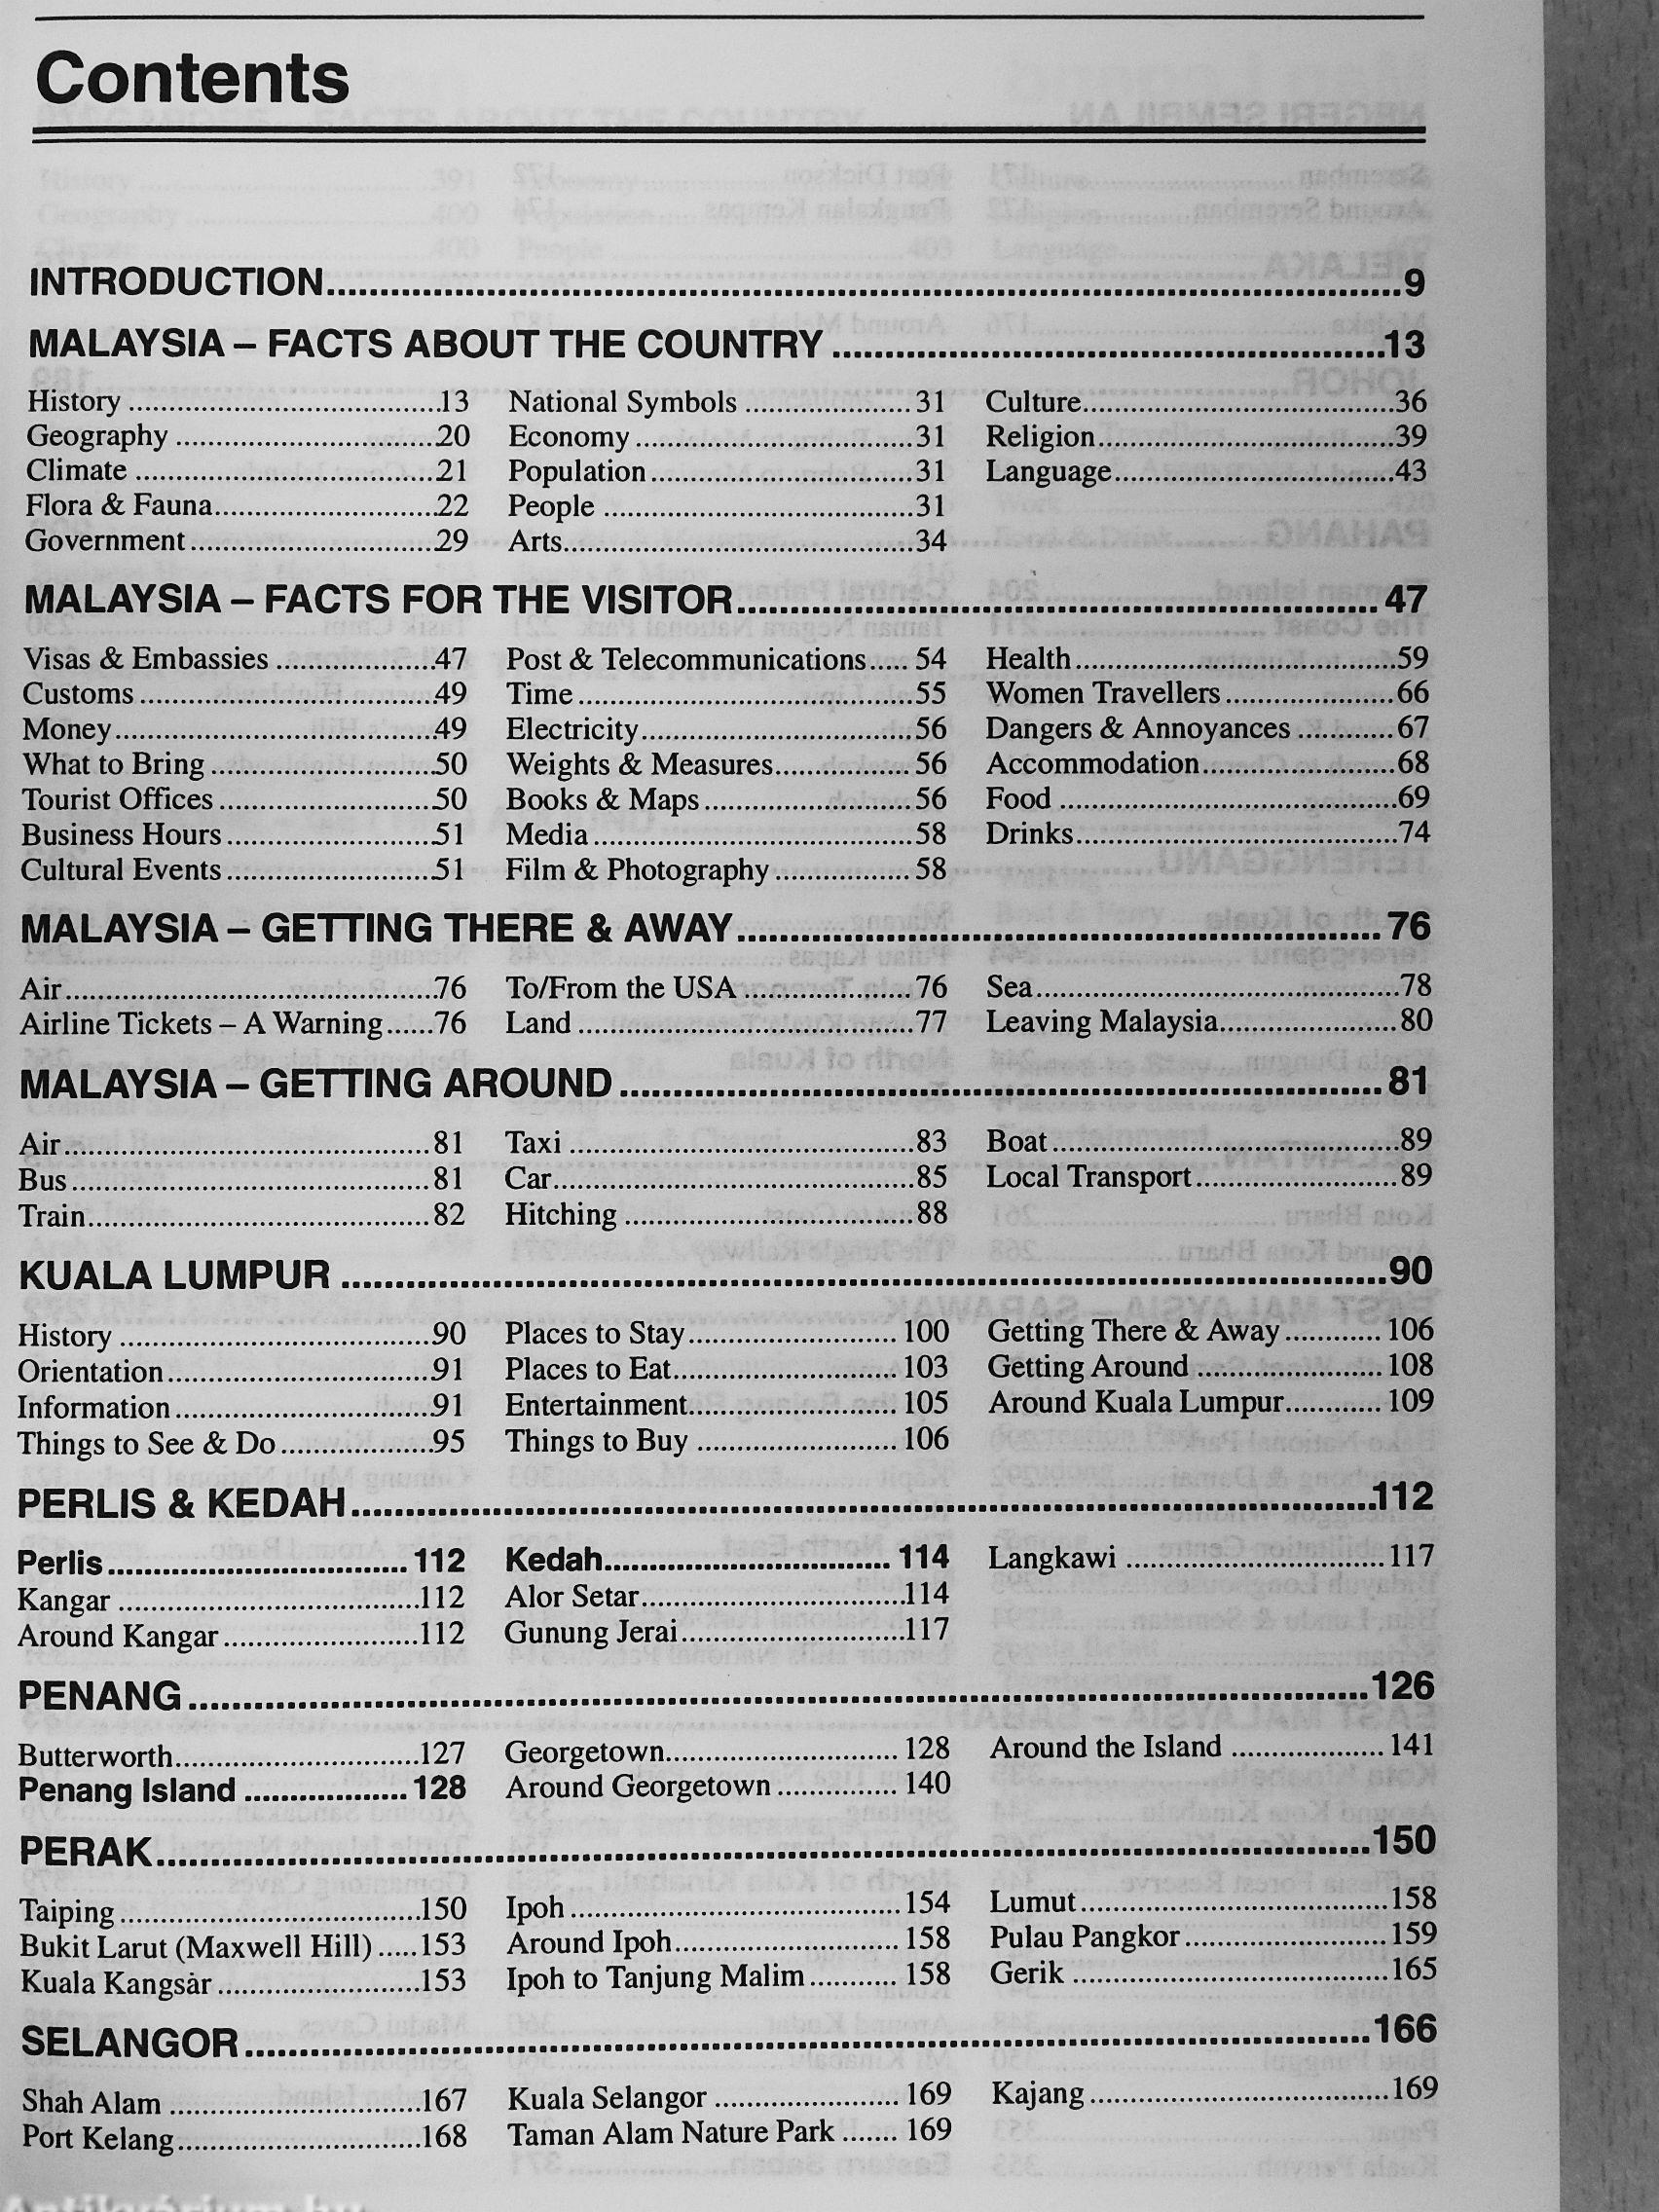 Contents
INTRODUCTION 9
MALAYSIA – FACTS ABOUT THE COUNTRY 13
History 13
Geography 20
Climate 21
Flora & Fauna 22
Government 29
National Symbols 31
Economy 31
Population 31
People 31
Arts 34
Culture 36
Religion 39
Language 43
MALAYSIA – FACTS FOR THE VISITOR 47
Visas & Embassies 47
Customs 49
Money 49
What to Bring 50
Tourist Offices 50
Business Hours 51
Cultural Events 51
Post & Telecommunications 54
Time 55
Electricity 56
Weights & Measures 56
Books & Maps 56
Media 58
Film & Photography 58
Health 59
Women Travellers 66
Dangers & Annoyances 67
Accommodation 68
Food 69
Drinks 74
MALAYSIA – GETTING THERE & AWAY 76
Air 76
Airline Tickets – A Warning 76
To/From the USA 76
Land 77
Sea 78
Leaving Malaysia 80
MALAYSIA – GETTING AROUND 81
Air 81
Bus 81
Train 82
Taxi 83
Car 85
Hitching 88
Boat 89
Local Transport 89
KUALA LUMPUR 90
History 90
Orientation 91
Information 91
Things to See & Do 95
Places to Stay 100
Places to Eat 103
Entertainment 105
Things to Buy 106
Getting There & Away 106
Getting Around 108
Around Kuala Lumpur 109
PERLIS & KEDAH 112
Perlis 112
Kangar 112
Around Kangar 112
Kedah 114
Alor Setar 114
Gunung Jerai 117
Langkawi 117
PENANG 126
Butterworth 127
Penang Island 128
Georgetown 128
Around Georgetown 140
Around the Island 141
PERAK 150
Taiping 150
Bukit Larut (Maxwell Hill) 153
Kuala Kangsar 153
Ipoh 154
Around Ipoh 158
Ipoh to Tanjung Malim 158
Lumut 158
Pulau Pangkor 159
Gerik 165
SELANGOR 166
Shah Alam 167
Port Kelang 168
Kuala Selangor 169
Taman Alam Nature Park 169
Kajang 169